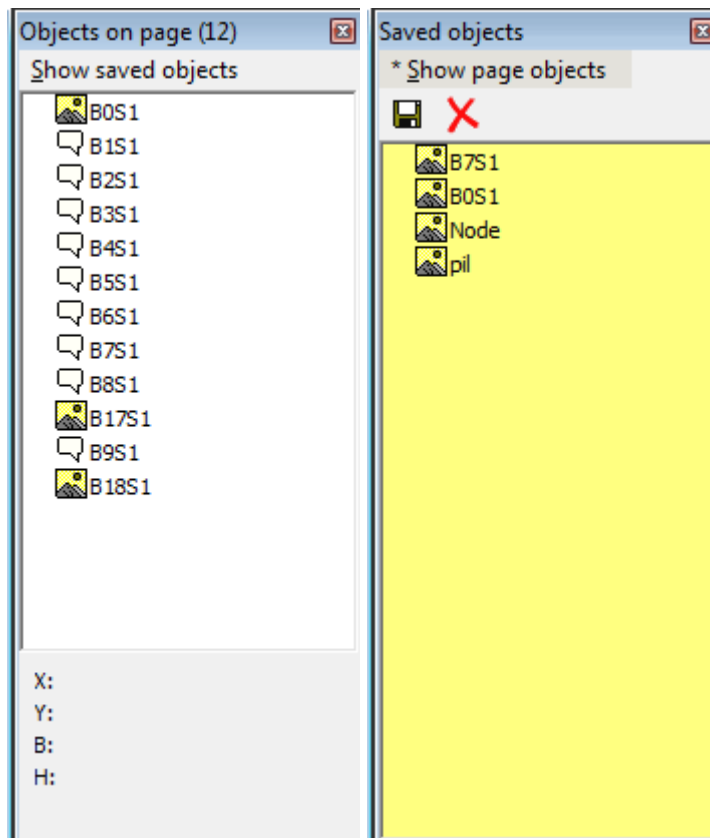 Objects on page (12)
Show saved objects
B0S1
B1S1
B2S1
B3S1
B4S1
B5S1
B6S1
B7S1
B8S1
B17S1
B9S1
B18S1
X:
Y:
B:
H:
Saved objects
* Show page objects
B7S1
B0S1
Node
pil